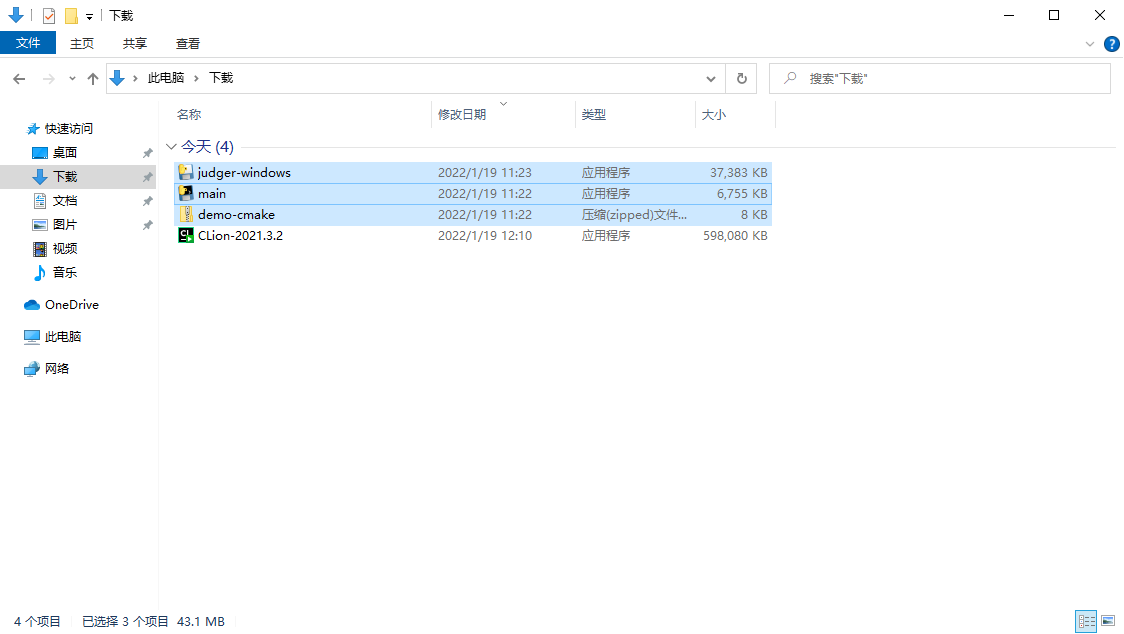 下载
文件 主页 共享 查看
此电脑 下载 搜索"下载"
名称 修改日期 类型 大小
快速访问
桌面
下载
文档
图片
视频
音乐
OneDrive
此电脑
网络
今天 (4)
judger-windows 2022/1/19 11:23 应用程序 37,383 KB
main 2022/1/19 11:22 应用程序 6,755 KB
demo-cmake 2022/1/19 11:22 压缩(zipped)文件... 8 KB
CLion-2021.3.2 2022/1/19 12:10 应用程序 598,080 KB
4 个项目 已选择 3 个项目 43.1 MB